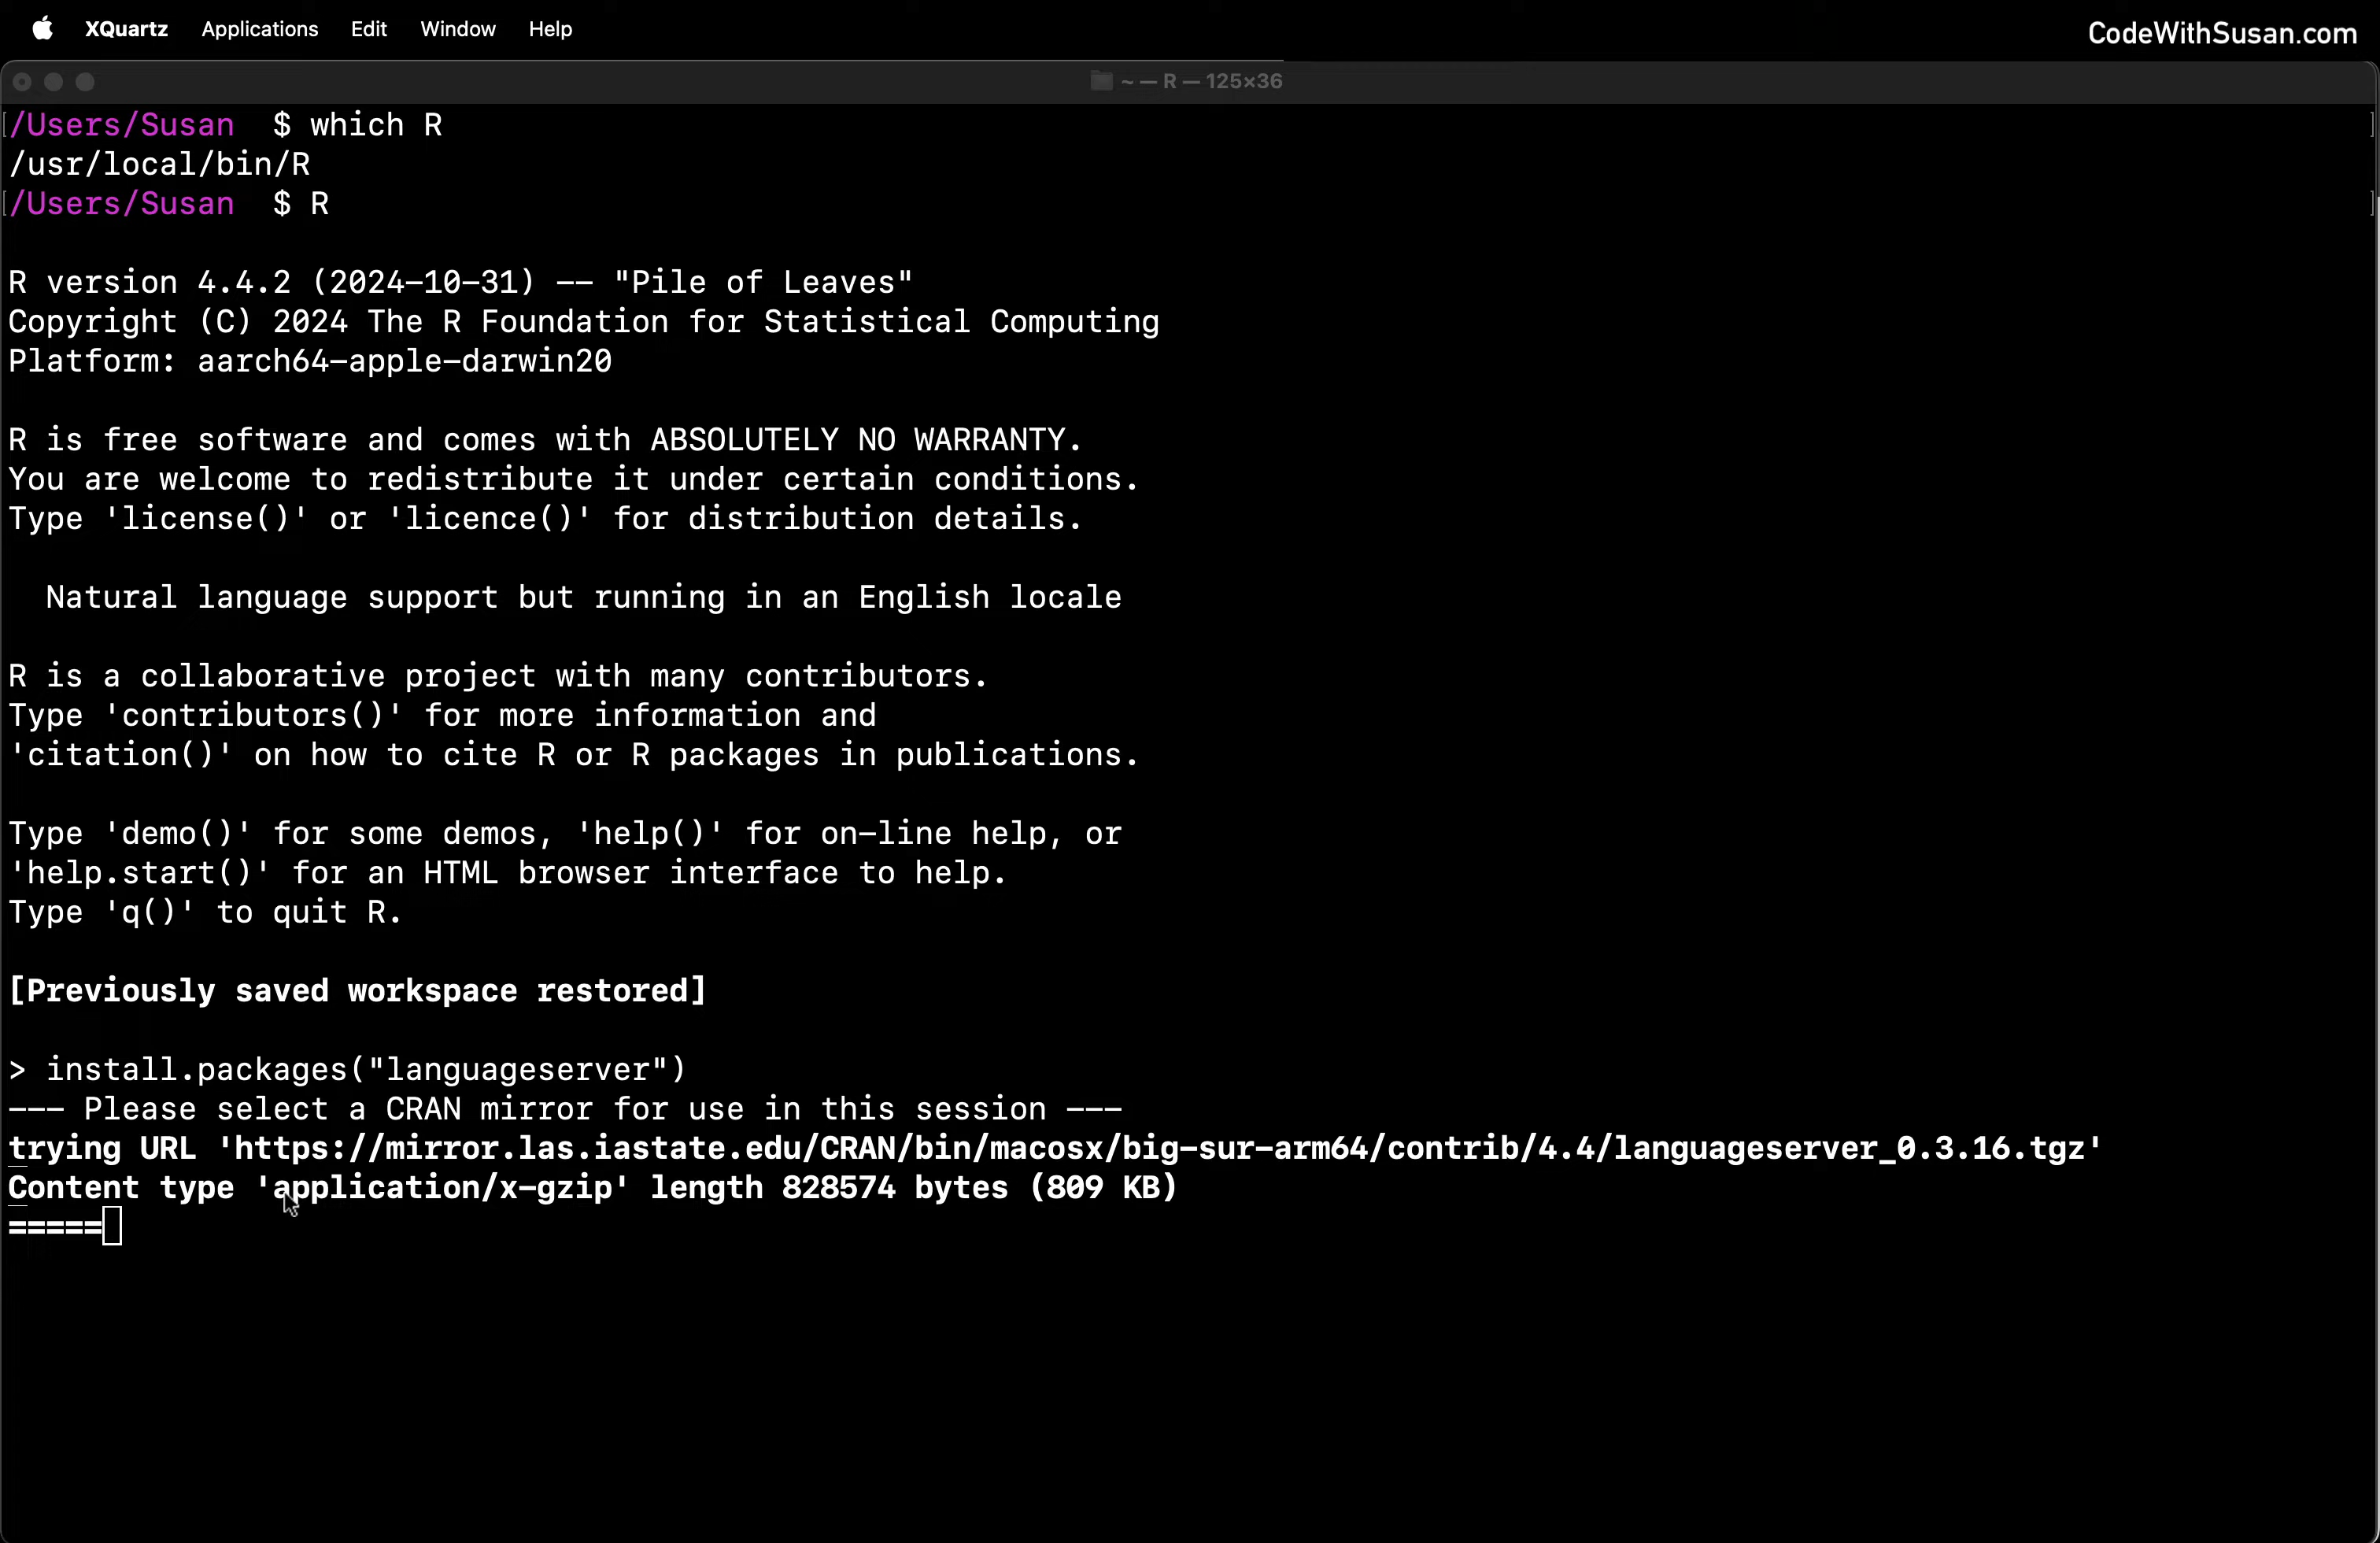 XQuartz Applications Edit Window Help
CodeWithSusan.com
~ — R — 125×36
[/Users/Susan  $ which R ]
/usr/local/bin/R
[/Users/Susan  $ R ]
R version 4.4.2 (2024-10-31) -- "Pile of Leaves"
Copyright (C) 2024 The R Foundation for Statistical Computing
Platform: aarch64-apple-darwin20
R is free software and comes with ABSOLUTELY NO WARRANTY.
You are welcome to redistribute it under certain conditions.
Type 'license()' or 'licence()' for distribution details.
  Natural language support but running in an English locale
R is a collaborative project with many contributors.
Type 'contributors()' for more information and
'citation()' on how to cite R or R packages in publications.
Type 'demo()' for some demos, 'help()' for on-line help, or
'help.start()' for an HTML browser interface to help.
Type 'q()' to quit R.
[Previously saved workspace restored]
> install.packages("languageserver")
--- Please select a CRAN mirror for use in this session ---
trying URL 'https://mirror.las.iastate.edu/CRAN/bin/macosx/big-sur-arm64/contrib/4.4/languageserver_0.3.16.tgz'
Content type 'application/x-gzip' length 828574 bytes (809 KB)
=====